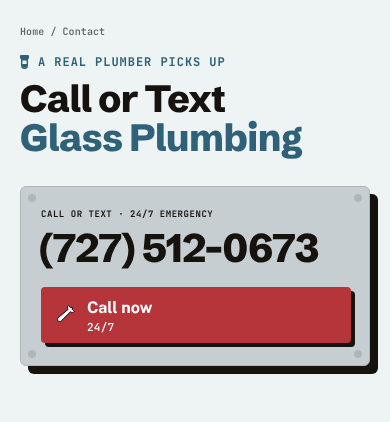 Home / Contact
A REAL PLUMBER PICKS UP
Call or Text
Glass Plumbing
CALL OR TEXT · 24/7 EMERGENCY
(727) 512-0673
Call now
24/7